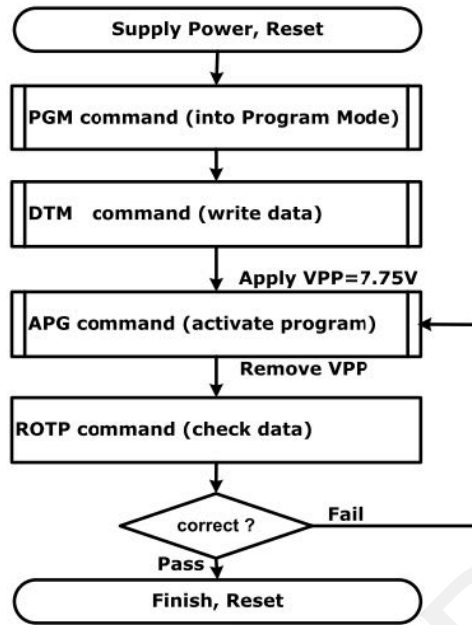 Supply Power, Reset
PGM command (into Program Mode)
DTM command (write data)
Apply VPP=7.75V
APG command (activate program)
Remove VPP
ROTP command (check data)
correct ?
Fail
Pass
Finish, Reset